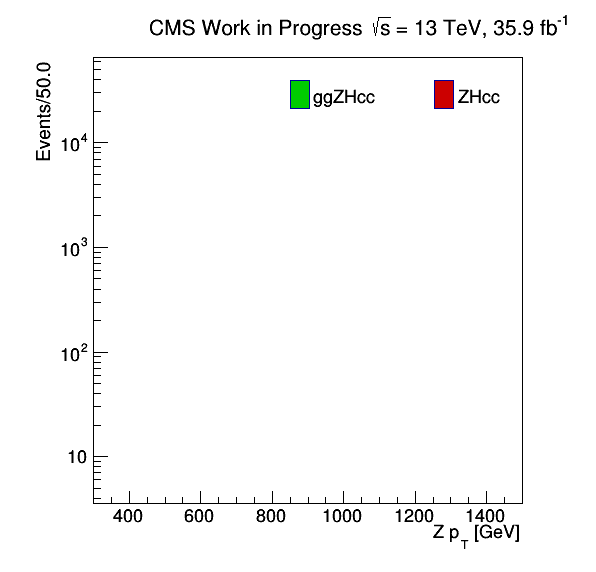 CMS Work in Progress √s = 13 TeV, 35.9 fb⁻¹
Events/50.0
ggZHcc ZHcc
10⁴
10³
10²
10
400 600 800 1000 1200 1400
Z p_T [GeV]